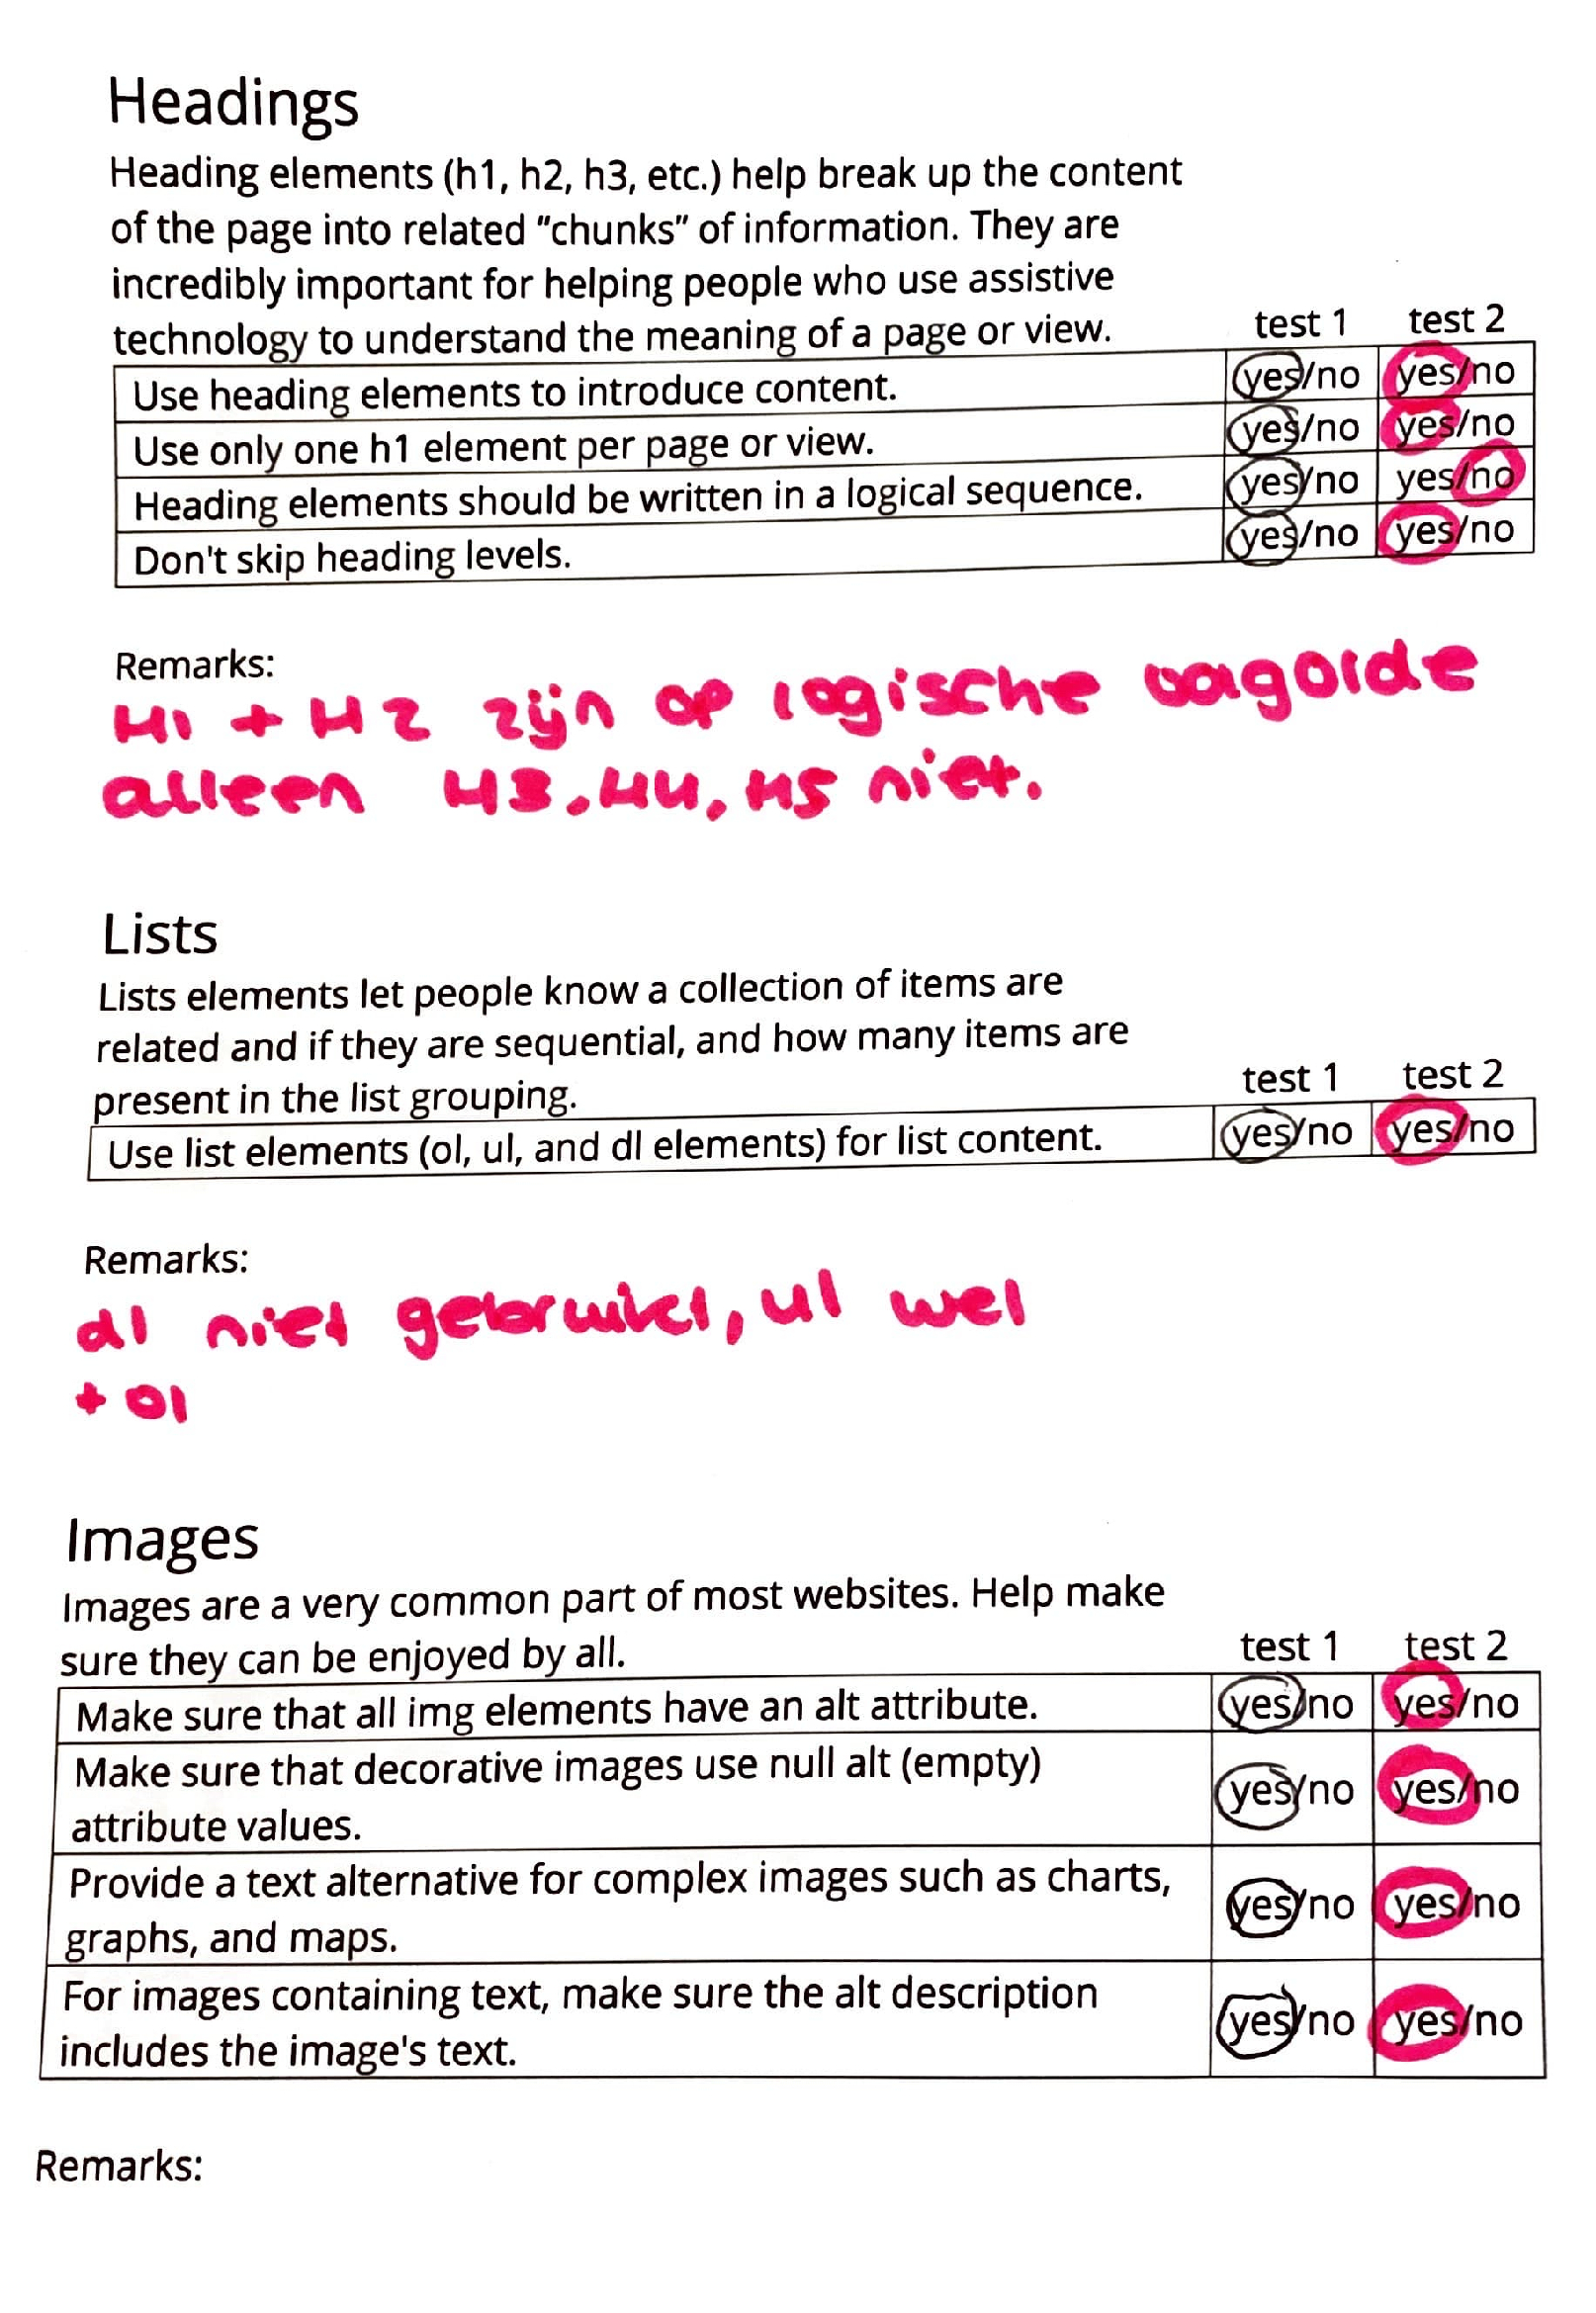 Headings
Heading elements (h1, h2, h3, etc.) help break up the content
of the page into related "chunks" of information. They are
incredibly important for helping people who use assistive
technology to understand the meaning of a page or view. test 1 test 2
Use heading elements to introduce content. yes/no yes/no
Use only one h1 element per page or view. yes/no yes/no
Heading elements should be written in a logical sequence. yes/no yes/no
Don't skip heading levels. yes/no yes/no
Remarks:
H1 + H2 zijn op logische
alleen H3, H4, H5 niet.
Lists
Lists elements let people know a collection of items are
related and if they are sequential, and how many items are
present in the list grouping. test 1 test 2
Use list elements (ol, ul, and dl elements) for list content. yes/no yes/no
Remarks:
dl niet gebruikt, ul wel
+ ol
Images
Images are a very common part of most websites. Help make
sure they can be enjoyed by all. test 1 test 2
Make sure that all img elements have an alt attribute. yes/no yes/no
Make sure that decorative images use null alt (empty)
attribute values. yes/no yes/no
Provide a text alternative for complex images such as charts,
graphs, and maps. yes/no yes/no
For images containing text, make sure the alt description
includes the image's text. yes/no yes/no
Remarks: